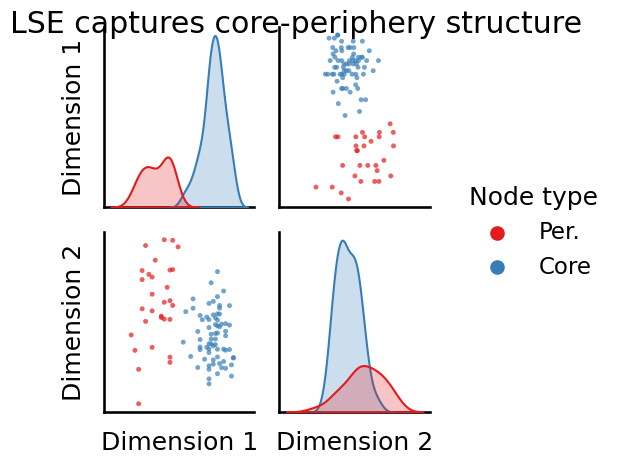 LSE captures core-periphery structure
Dimension 1
Node type
Per.
Core
Dimension 2
Dimension 1
Dimension 2